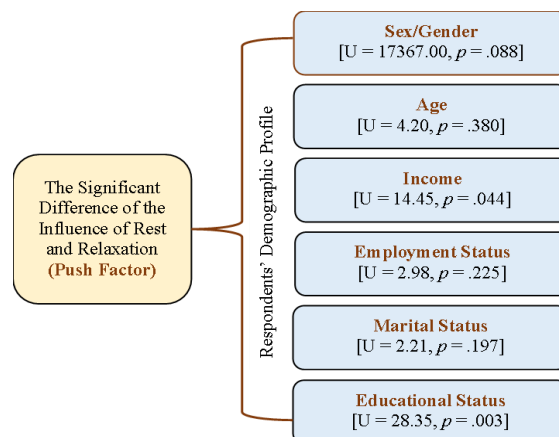 Sex/Gender
[U = 17367.00, p = .088]
Age
[U = 4.20, p = .380]
Income
[U = 14.45, p = .044]
Employment Status
[U = 2.98, p = .225]
Marital Status
[U = 2.21, p = .197]
Educational Status
[U = 28.35, p = .003]
Respondents' Demographic Profile
The Significant
Difference of the
Influence of Rest
and Relaxation
(Push Factor)